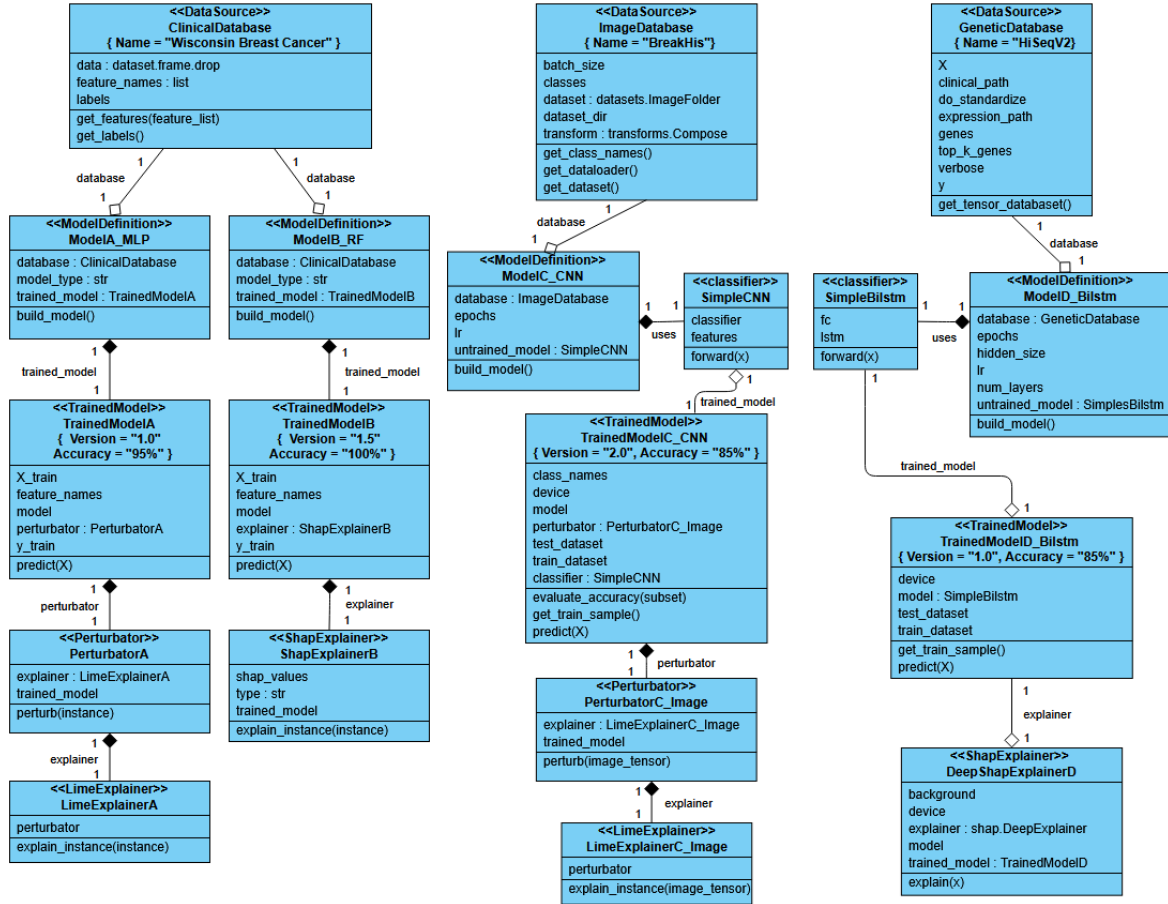 <<DataSource>>
ClinicalDatabase
{ Name = "Wisconsin Breast Cancer" }
data : dataset.frame.drop
feature_names : list
labels
get_features(feature_list)
get_labels()
1
1
database
database
1
1
<<ModelDefinition>>
ModelA_MLP
database : ClinicalDatabase
model_type : str
trained_model : TrainedModelA
build_model()
1
trained_model
1
<<TrainedModel>>
TrainedModelA
{ Version = "1.0"
Accuracy = "95%" }
X_train
feature_names
model
perturbator : PerturbatorA
y_train
predict(X)
1
perturbator
1
<<Perturbator>>
PerturbatorA
explainer : LimeExplainerA
trained_model
perturb(instance)
1
explainer
1
<<LimeExplainer>>
LimeExplainerA
perturbator
explain_instance(instance)
<<ModelDefinition>>
ModelB_RF
database : ClinicalDatabase
model_type : str
trained_model : TrainedModelB
build_model()
1
trained_model
1
<<TrainedModel>>
TrainedModelB
{ Version = "1.5"
Accuracy = "100%" }
X_train
feature_names
model
explainer : ShapExplainerB
y_train
predict(X)
1
explainer
1
<<ShapExplainer>>
ShapExplainerB
shap_values
type : str
trained_model
explain_instance(instance)
<<DataSource>>
ImageDatabase
{ Name = "BreakHis"}
batch_size
classes
dataset : datasets.ImageFolder
dataset_dir
transform : transforms.Compose
get_class_names()
get_dataloader()
get_dataset()
1
database
1
<<ModelDefinition>>
ModelC_CNN
database : ImageDatabase
epochs
lr
untrained_model : SimpleCNN
build_model()
1
1
uses
<<classifier>>
SimpleCNN
classifier
features
forward(x)
1
trained_model
1
<<TrainedModel>>
TrainedModelC_CNN
{ Version = "2.0", Accuracy = "85%" }
class_names
device
model
perturbator : PerturbatorC_Image
test_dataset
train_dataset
classifier : SimpleCNN
evaluate_accuracy(subset)
get_train_sample()
predict(X)
1
perturbator
1
<<Perturbator>>
PerturbatorC_Image
explainer : LimeExplainerC_Image
trained_model
perturb(image_tensor)
1
explainer
1
<<LimeExplainer>>
LimeExplainerC_Image
perturbator
explain_instance(image_tensor)
<<DataSource>>
GeneticDatabase
{ Name = "HiSeqV2}
X
clinical_path
do_standardize
expression_path
genes
top_k_genes
verbose
y
get_tensor_databaset()
1
database
1
<<classifier>>
SimpleBilstm
fc
lstm
forward(x)
1
1
uses
<<ModelDefinition>>
ModelD_Bilstm
database : GeneticDatabase
epochs
hidden_size
lr
num_layers
untrained_model : SimplesBilstm
build_model()
1
trained_model
1
<<TrainedModel>>
TrainedModelD_Bilstm
{ Version = "1.0", Accuracy = "85%" }
device
model : SimpleBilstm
test_dataset
train_dataset
get_train_sample()
predict(X)
1
explainer
1
<<ShapExplainer>>
DeepShapExplainerD
background
device
explainer : shap.DeepExplainer
model
trained_model : TrainedModelD
explain(x)